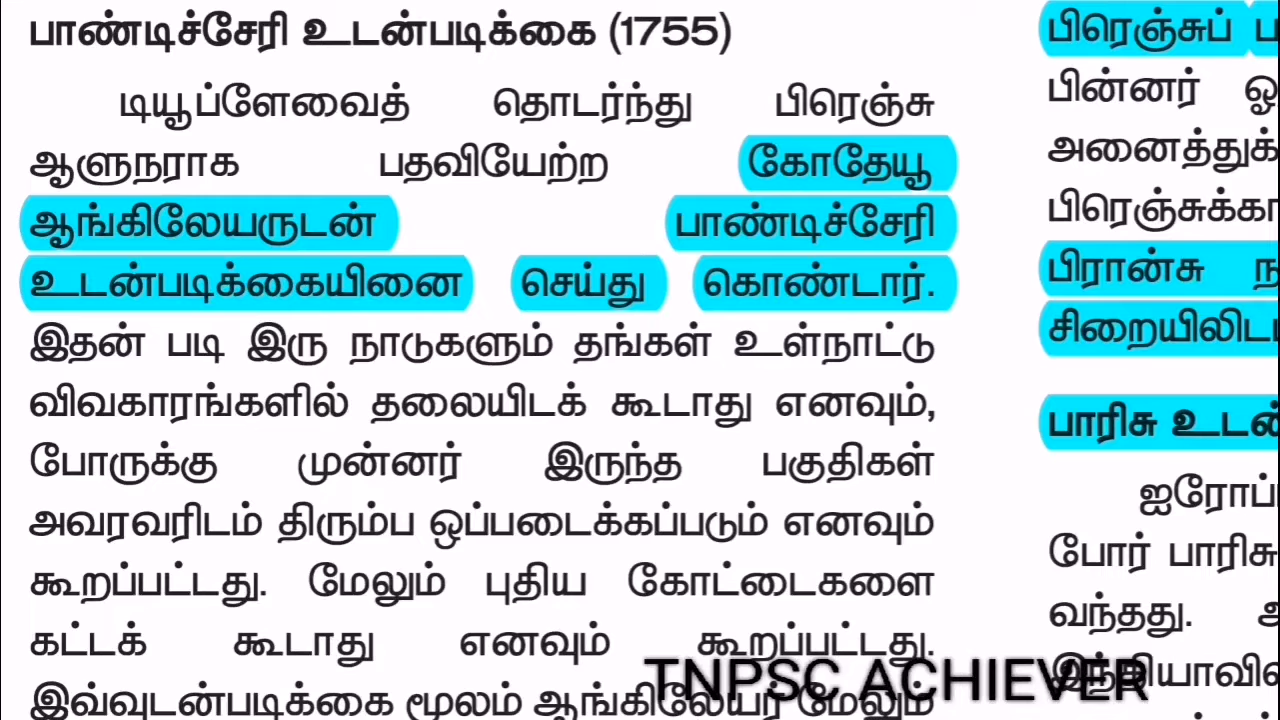 பாண்டிச்சேரி உடன்படிக்கை (1755)
டியூப்ளேவைத் தொடர்ந்து பிரெஞ்சு
ஆளுநராக பதவியேற்ற கோதேயூ
ஆங்கிலேயருடன் பாண்டிச்சேரி
உடன்படிக்கையினை செய்து கொண்டார்.
இதன் படி இரு நாடுகளும் தங்கள் உள்நாட்டு
விவகாரங்களில் தலையிடக் கூடாது எனவும்,
போருக்கு முன்னர் இருந்த பகுதிகள்
அவரவரிடம் திரும்ப ஒப்படைக்கப்படும் எனவும்
கூறப்பட்டது. மேலும் புதிய கோட்டைகளை
கட்டக் கூடாது எனவும் கூறப்பட்டது.
இவ்வுடன்படிக்கை மூலம் ஆங்கிலேயர் மேலும்
பிரெஞ்சுப்
பின்னர்
அனைத்துக்
பிரெஞ்சுக்கா
பிரான்சு
சிறையிலிட
பாரிசு உடன்
ஐரோப்
போர் பாரிசு
வந்தது.
இந்தியாவில்
TNPSC ACHIEVER